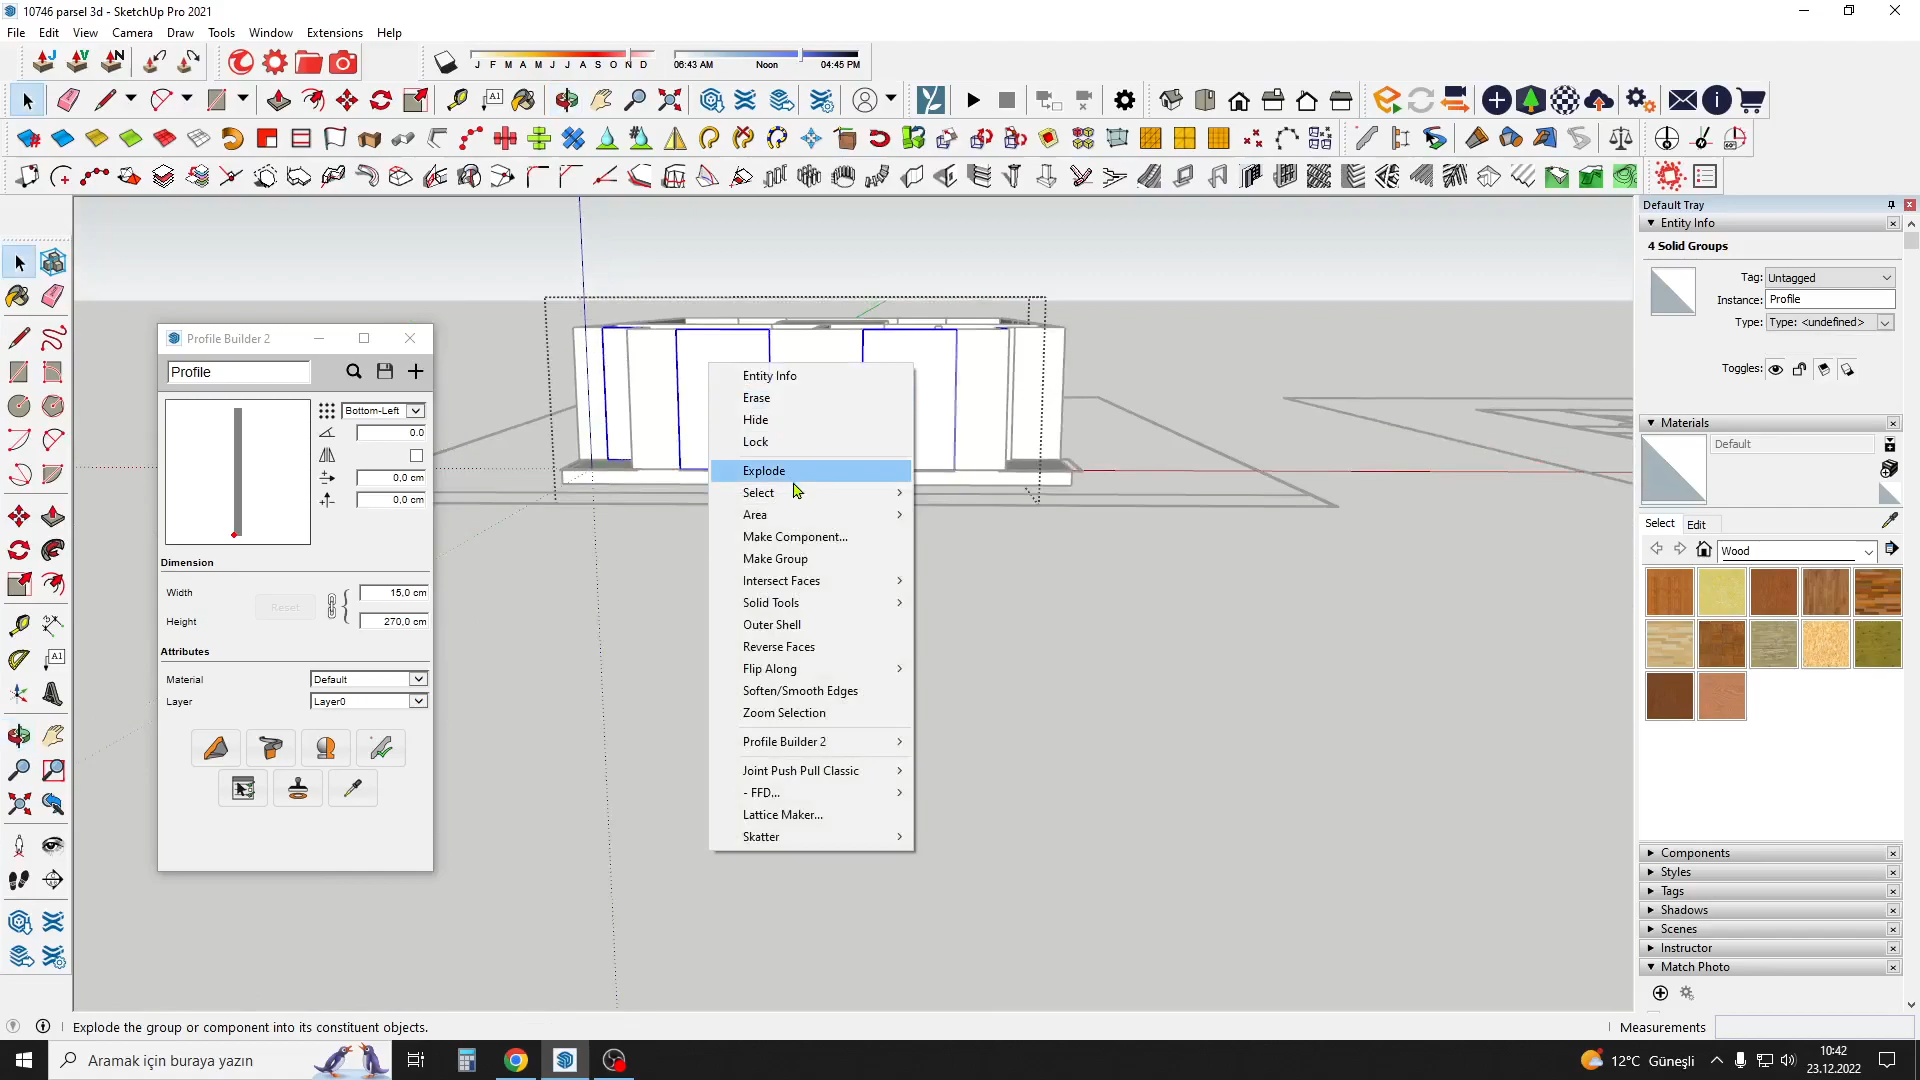 10746 parsel 3d - SketchUp Pro 2021
File Edit View Camera Draw Tools Window Extensions Help
J F M A M J J A S O N D
06:43 AM Noon 04:45 PM
A1
Default Tray
Entity Info
4 Solid Groups
Tag: Untagged
Instance: Profile
Type: Type: <undefined>
Toggles:
Profile Builder 2
Profile
Bottom-Left
0.0
0,0 cm
0,0 cm
Dimension
Width 15,0 cm
Reset
Height 270,0 cm
Attributes
Material Default
Layer Layer0
Entity Info
Erase
Hide
Lock
Explode
Select
Area
Make Component...
Make Group
Intersect Faces
Solid Tools
Outer Shell
Reverse Faces
Flip Along
Soften/Smooth Edges
Zoom Selection
Profile Builder 2
Joint Push Pull Classic
- FFD...
Lattice Maker...
Skatter
Materials
Default
Select Edit
Wood
Components
Styles
Tags
Shadows
Scenes
Instructor
Match Photo
A1
Explode the group or component into its constituent objects.
Measurements
Aramak için buraya yazın
12°C Güneşli
10:42
23.12.2022